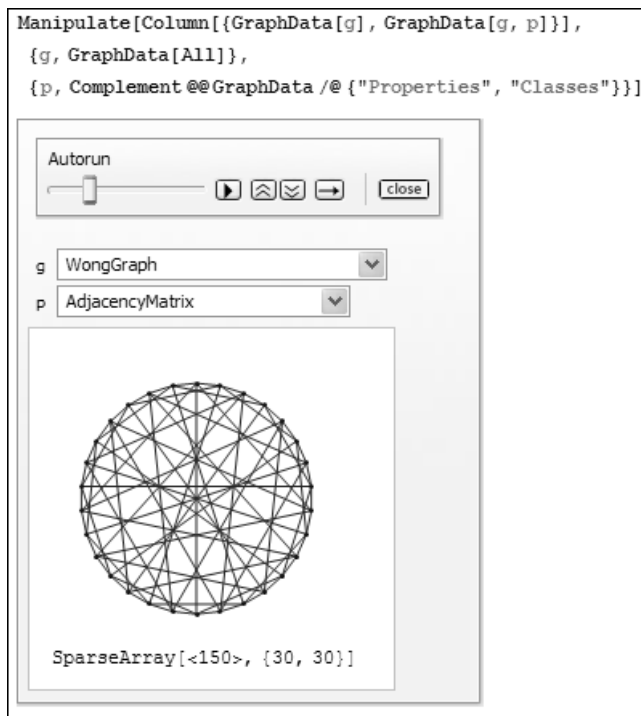 Manipulate[Column[{GraphData[g], GraphData[g, p]}],
{g, GraphData[All]},
{p, Complement @@ GraphData /@ {"Properties", "Classes"}}]
Autorun
close
g WongGraph
p AdjacencyMatrix
SparseArray[<150>, {30, 30}]